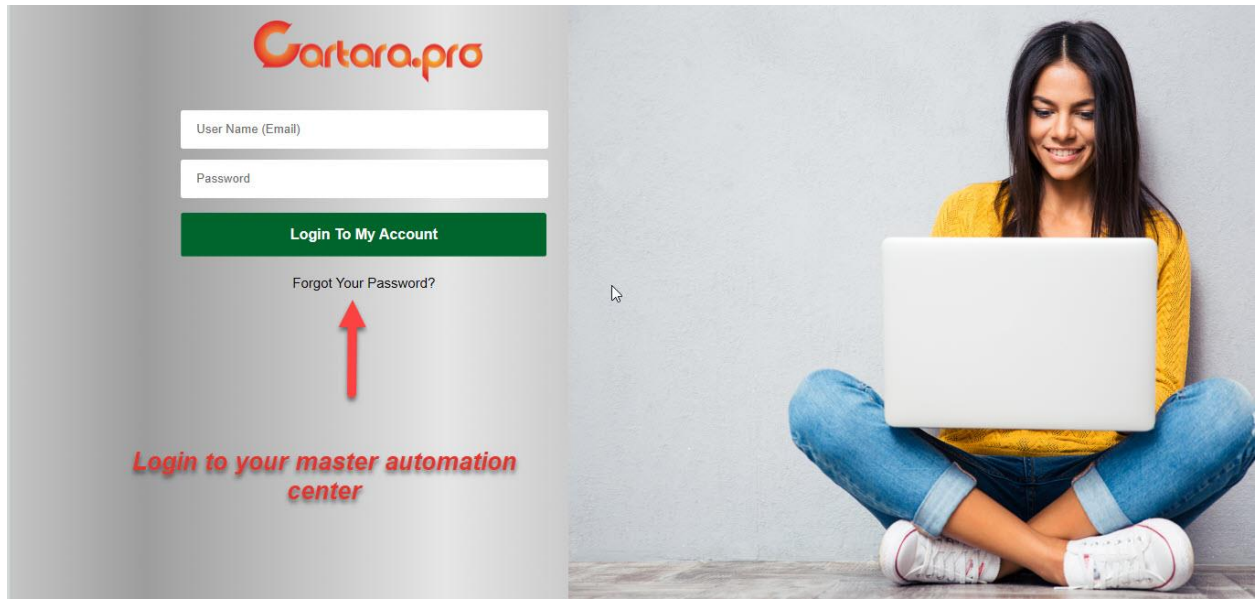 Cartara.pro
User Name (Email)
Password
Login To My Account
Forgot Your Password?
Login to your master automation
center